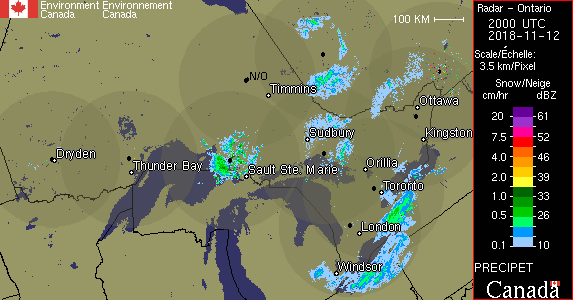 Environment Environnement
Canada Canada
100 KM
N/O
Timmins
Ottawa
Sudbury
Kingston
Dryden
Thunder Bay
Sault Ste. Marie
Orillia
Toronto
London
Windsor
Radar - Ontario
2000 UTC
2018-11-12
Scale/Échelle:
3.5 km/Pixel
Snow/Neige
cm/hr dBZ
20 61
7.5 52
4.0 46
2.0 39
1.0 33
0.5 26
0.1 10
PRECIPET
Canada